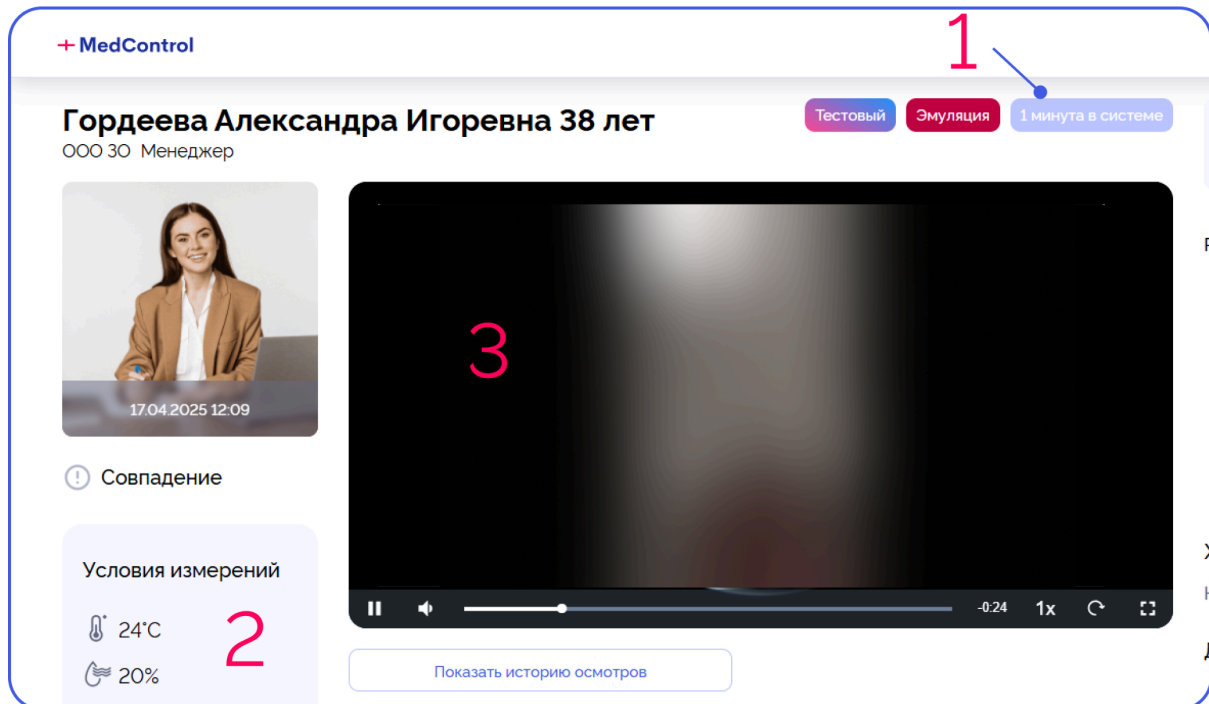 1
MedControl
Гордеева Александра Игоревна 38 лет
Тестовый
Эмуляция
1 минута в системе
ООО ЗО Менеджер
3
17.04.2025 12:09
Совпадение
Условия измерений
2
24°C
20%
-0:24
1x
Показать историю осмотров